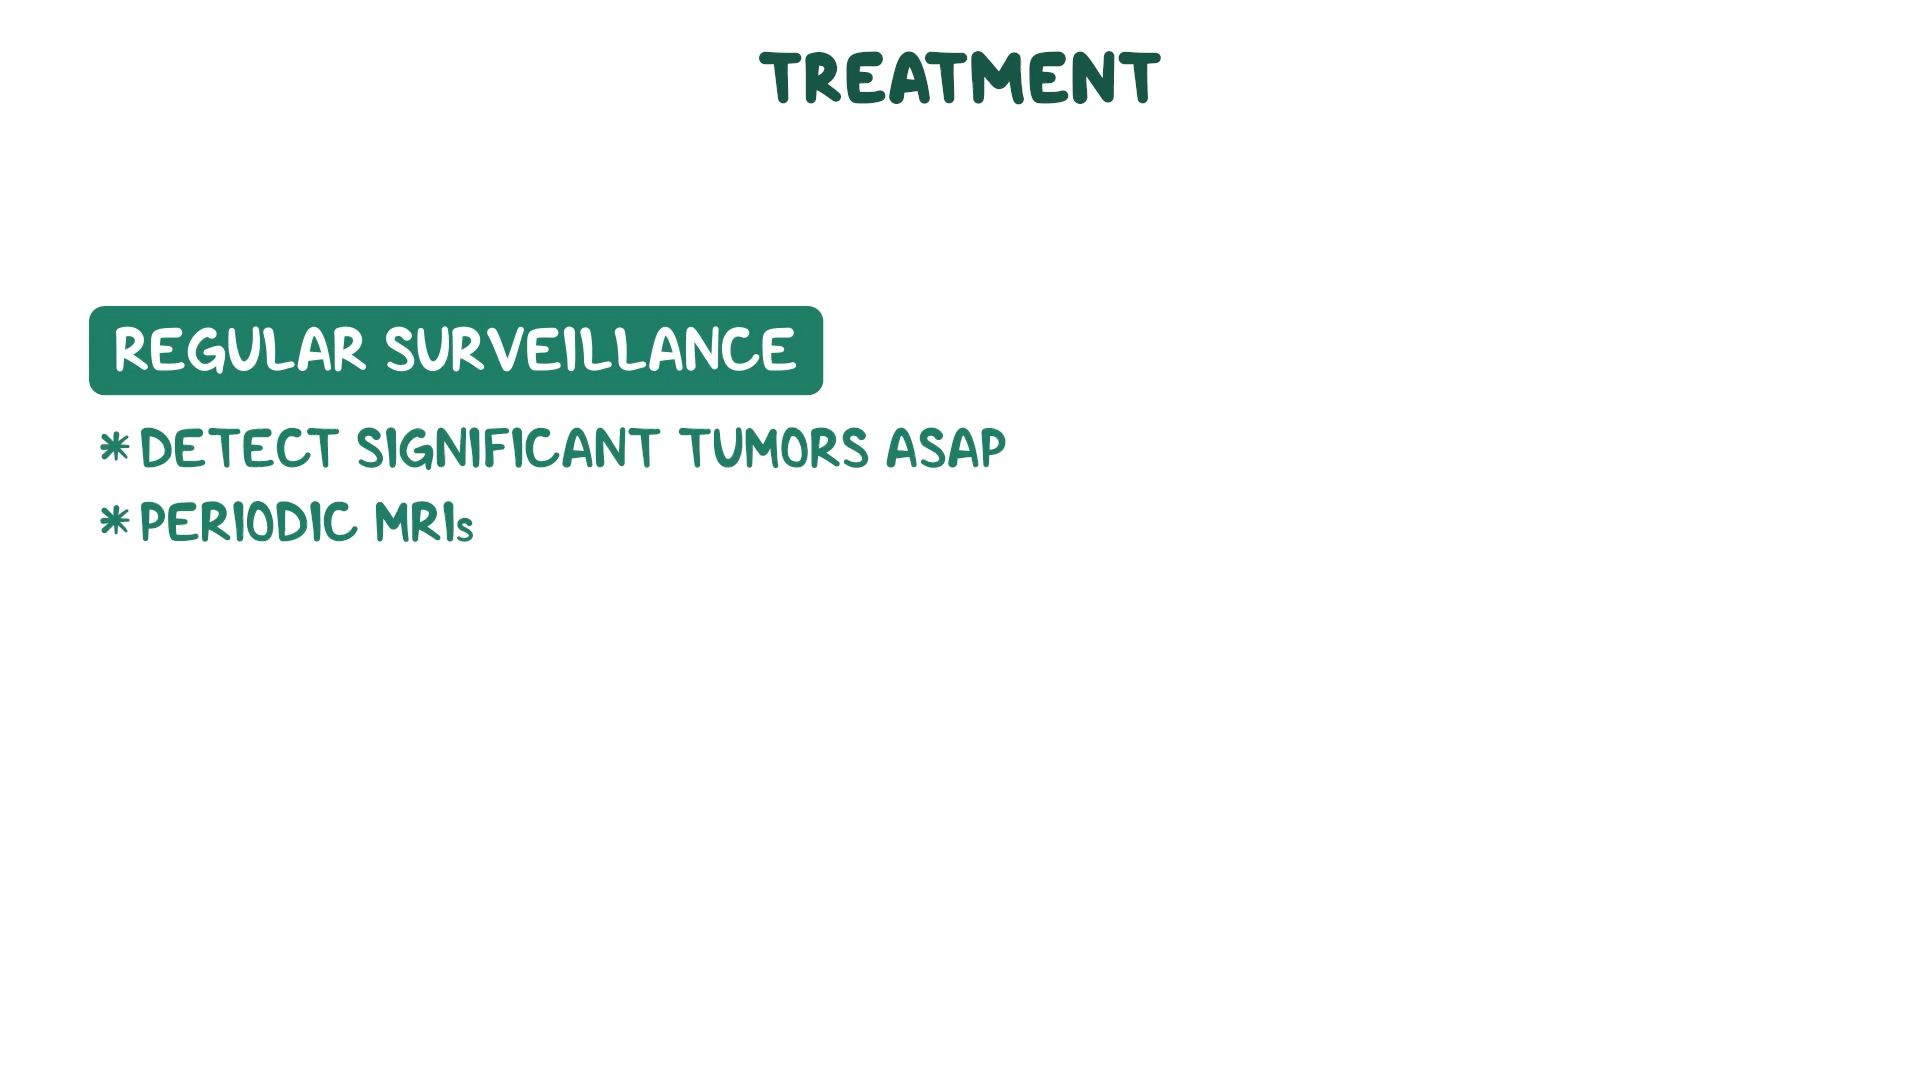 TREATMENT
REGULAR SURVEILLANCE
* DETECT SIGNIFICANT TUMORS ASAP
* PERIODIC MRIs